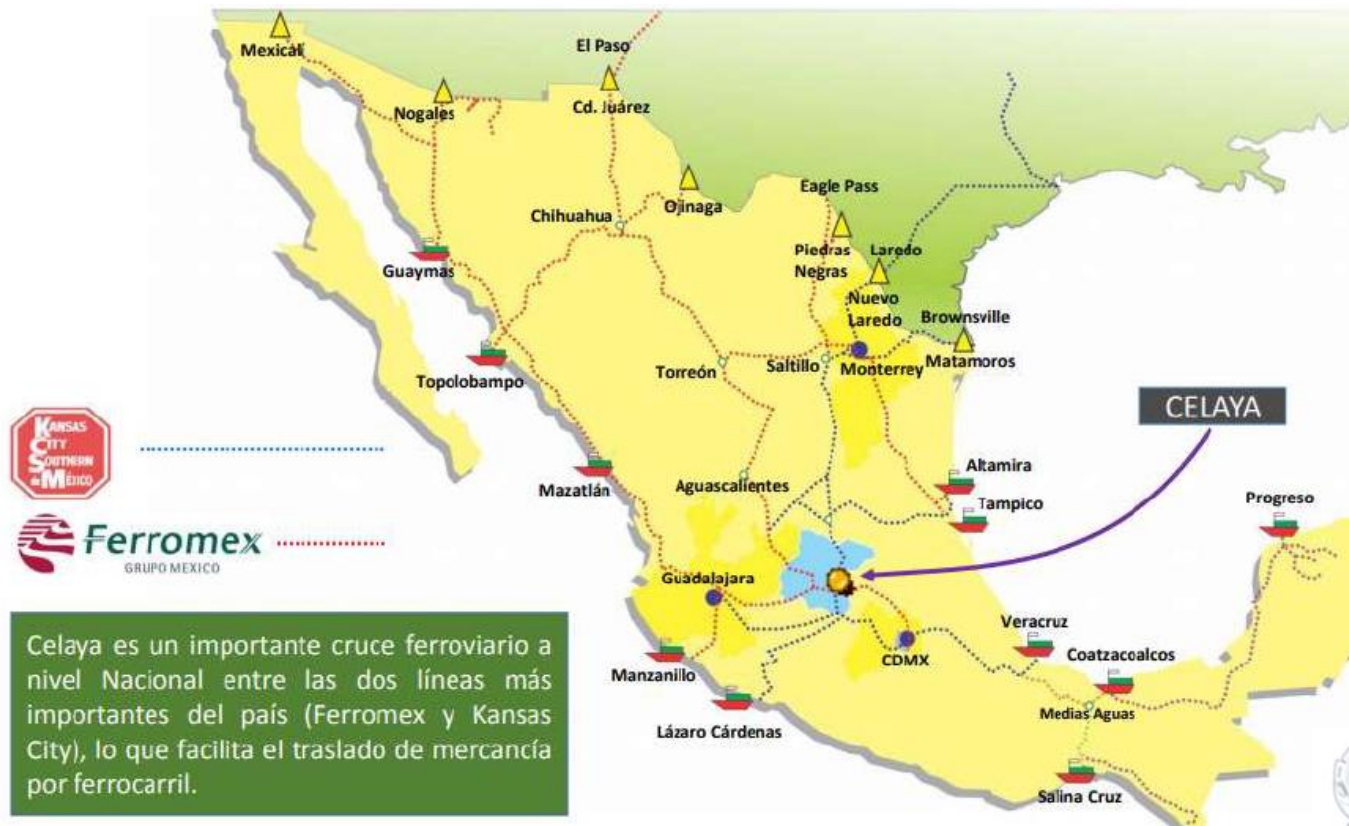 Mexicali
El Paso
Nogales
Cd. Juárez
Ojinaga
Eagle Pass
Chihuahua
Piedras
Negras
Laredo
Guaymas
Nuevo
Laredo
Brownsville
Topolobampo
Torreón
Saltillo
Monterrey
Matamoros
CELAYA
KANSAS
CITY
SOUTHERN
de MÉXICO
Mazatlán
Aguascalientes
Altamira
Tampico
Progreso
Ferromex
GRUPO MEXICO
Guadalajara
Veracruz
Coatzacoalcos
Manzanillo
CDMX
Medias Aguas
Lázaro Cárdenas
Salina Cruz
Celaya es un importante cruce ferroviario a
nivel Nacional entre las dos líneas más
importantes del país (Ferromex y Kansas
City), lo que facilita el traslado de mercancía
por ferrocarril.